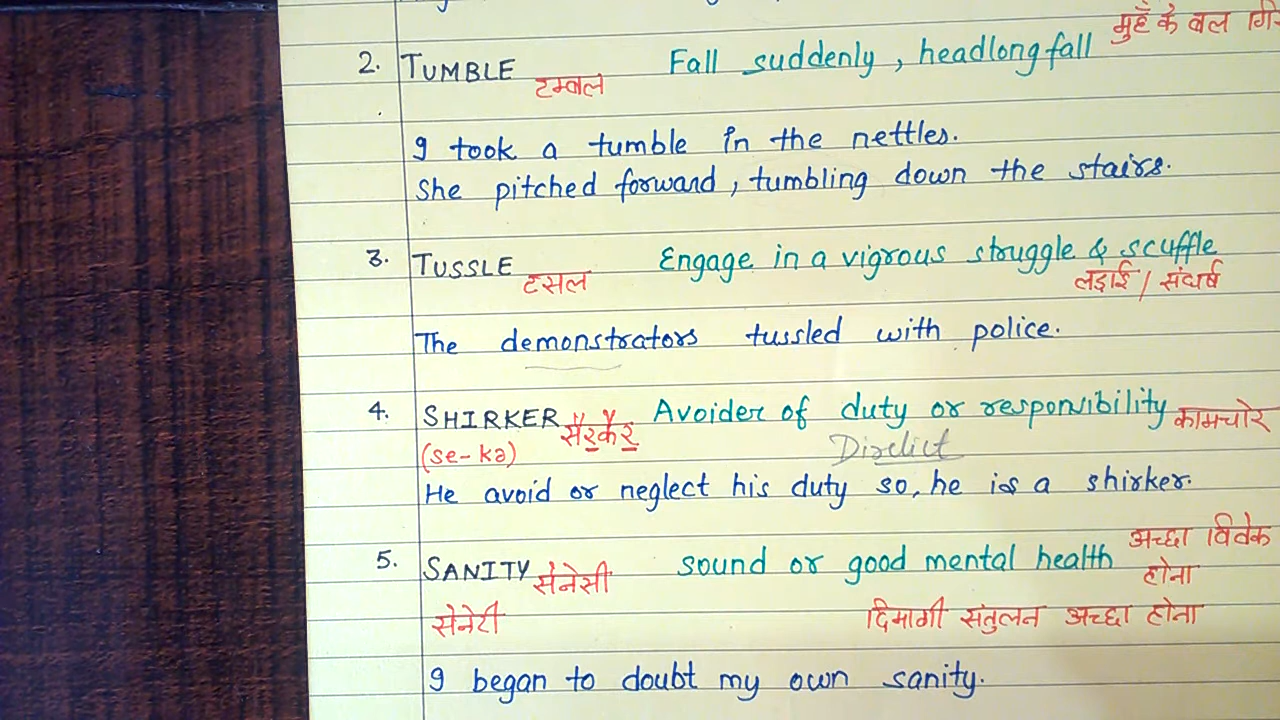 मुहँ के बल
2. TUMBLE टम्बल Fall suddenly, headlong fall
I took a tumble in the nettles.
She pitched forward, tumbling down the stairs.
3. TUSSLE टसल Engage in a vigrous struggle & scuffle
लड़ाई / संघर्ष
The demonstrators tussled with police.
4. SHIRKER सॅरकॅर Avoider of duty or responsibility कामचोर
(se-kə) Direlict
He avoid or neglect his duty so, he is a shirker.
अच्छा विवेक
5. SANITY सेनेसी sound or good mental health होना
सेनेटी दिमागी संतुलन अच्छा होना
I began to doubt my own sanity.